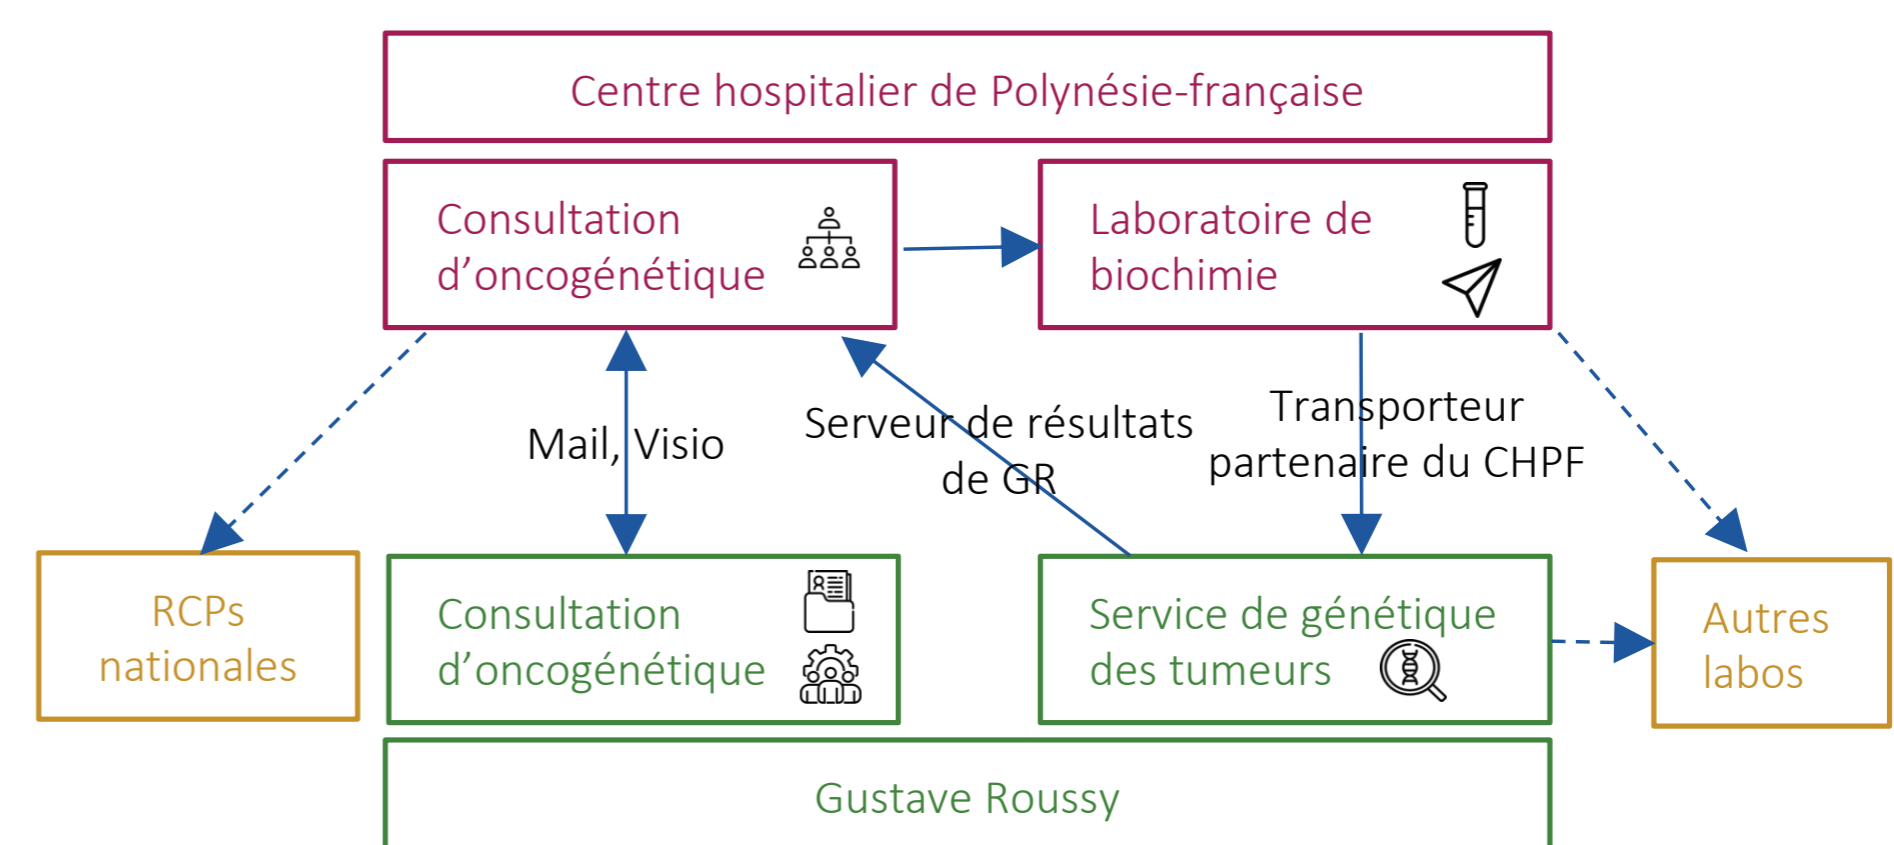 Centre hospitalier de Polynésie-française
Consultation
d’oncogénétique
Laboratoire de
biochimie
Mail, Visio
Serveur de résultats
de GR
Transporteur
partenaire du CHPF
RCPs
nationales
Consultation
d’oncogénétique
Service de génétique
des tumeurs
Autres
labos
Gustave Roussy